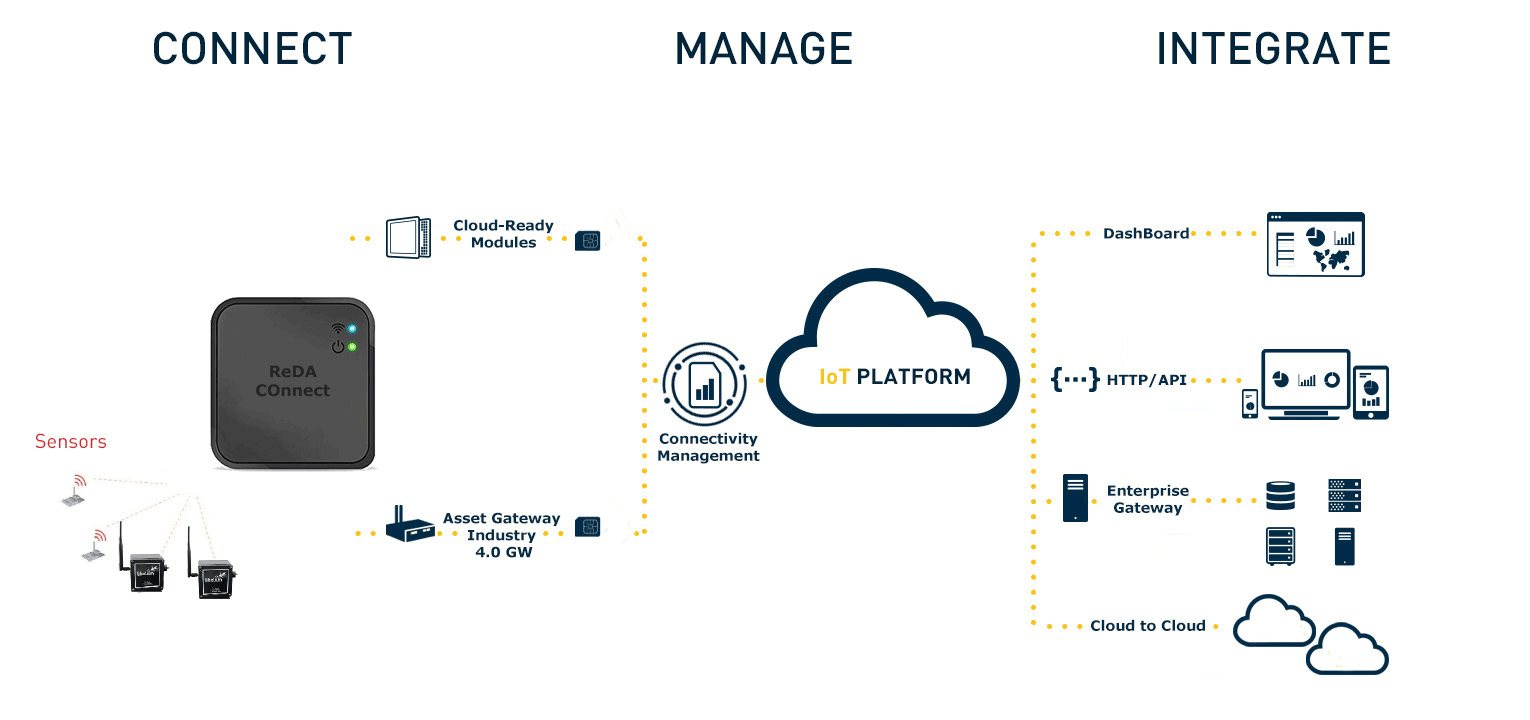 CONNECT
MANAGE
INTEGRATE
Cloud-Ready
Modules
DashBoard
ReDA
COnnect
IoT PLATFORM
{···} HTTP/API
Sensors
Connectivity
Management
Asset Gateway
Industry
4.0 GW
Enterprise
Gateway
Cloud to Cloud